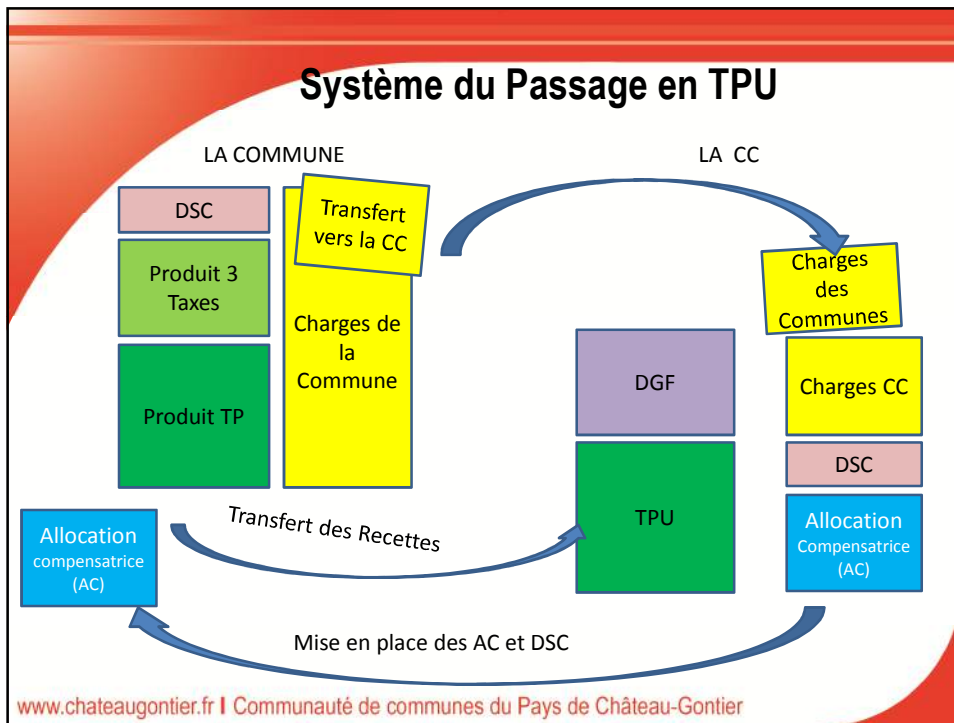 Système du Passage en TPU
LA COMMUNE
LA CC
DSC
Produit 3
Taxes
Produit TP
Transfert
vers la CC
Charges de
la
Commune
Charges
des
Communes
DGF
Charges CC
DSC
TPU
Allocation
Compensatrice
(AC)
Allocation
compensatrice
(AC)
Transfert des Recettes
Mise en place des AC et DSC
www.chateaugontier.fr I Communauté de communes du Pays de Château-Gontier